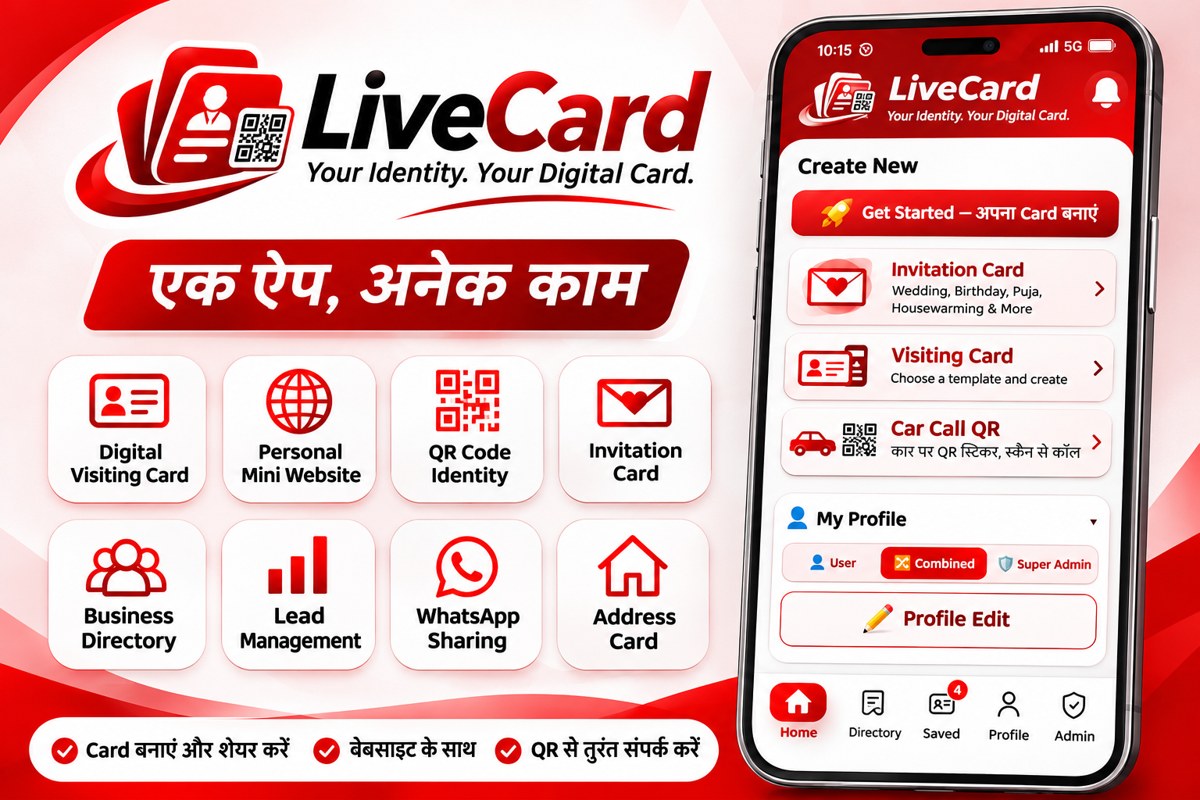 LiveCard
Your Identity. Your Digital Card.
एक ऐप, अनेक काम
Digital
Visiting Card
Personal
Mini Website
QR Code
Identity
Invitation
Card
Business
Directory
Lead
Management
WhatsApp
Sharing
Address
Card
Card बनाएं और शेयर करें
वेबसाइट के साथ
QR से तुरंत संपर्क करें
10:15
5G
LiveCard
Your Identity. Your Digital Card.
Create New
Get Started – अपना Card बनाएं
Invitation Card
Wedding, Birthday, Puja,
Housewarming & More
Visiting Card
Choose a template and create
Car Call QR
कार पर QR स्टिकर, स्कैन से कॉल
My Profile
User
Combined
Super Admin
Profile Edit
4
Home
Directory
Saved
Profile
Admin